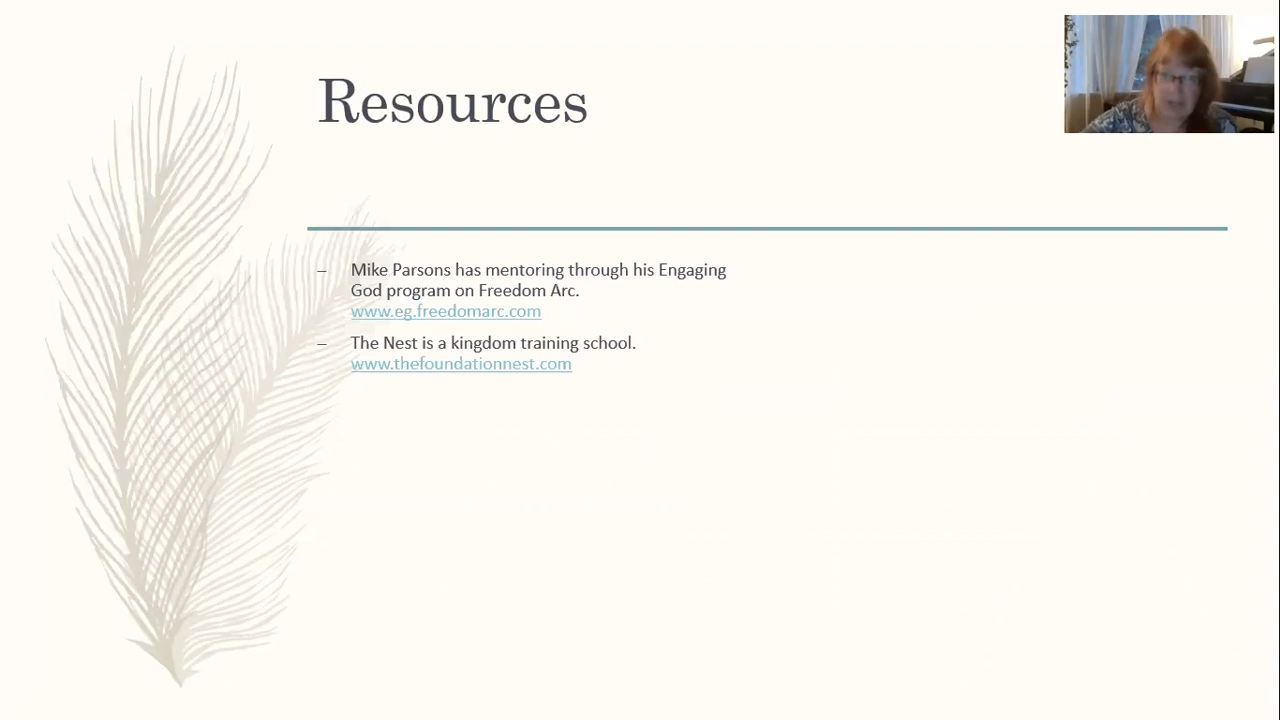 Resources
– Mike Parsons has mentoring through his Engaging
God program on Freedom Arc.
www.eg.freedomarc.com
– The Nest is a kingdom training school.
www.thefoundationnest.com